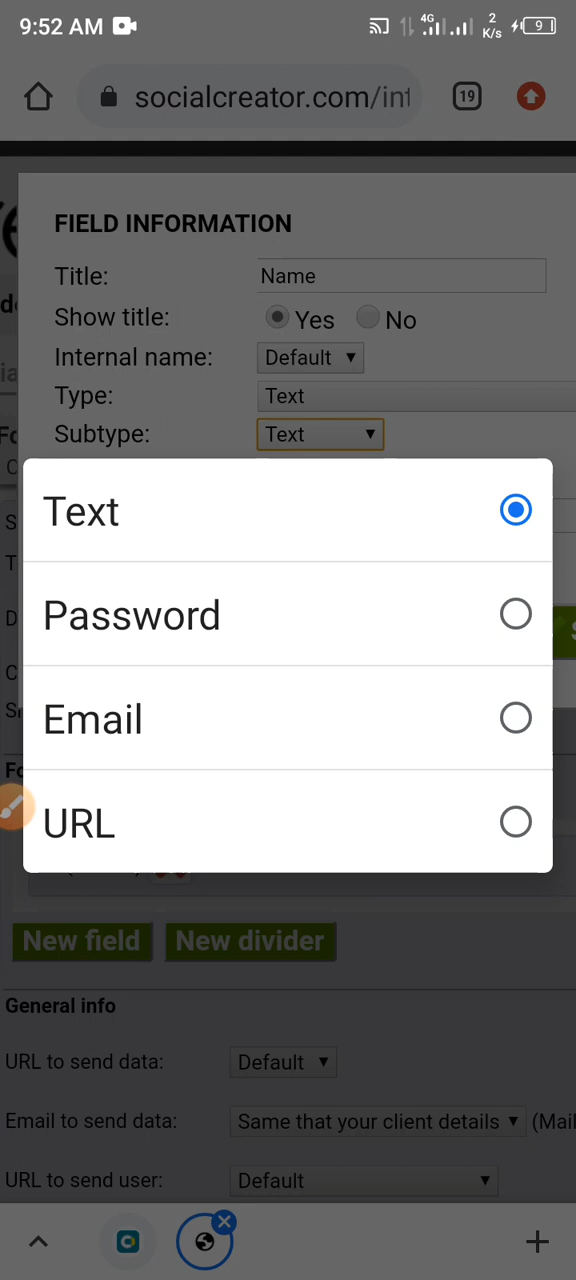 9:52 AM
4G
2
K/s
9
socialcreator.com/int
19
FIELD INFORMATION
Title: Name
Show title: Yes No
Internal name: Default
Type: Text
Subtype: Text
Text
Password
Email
URL
New field New divider
General info
URL to send data: Default
Email to send data: Same that your client details (Mail
URL to send user: Default